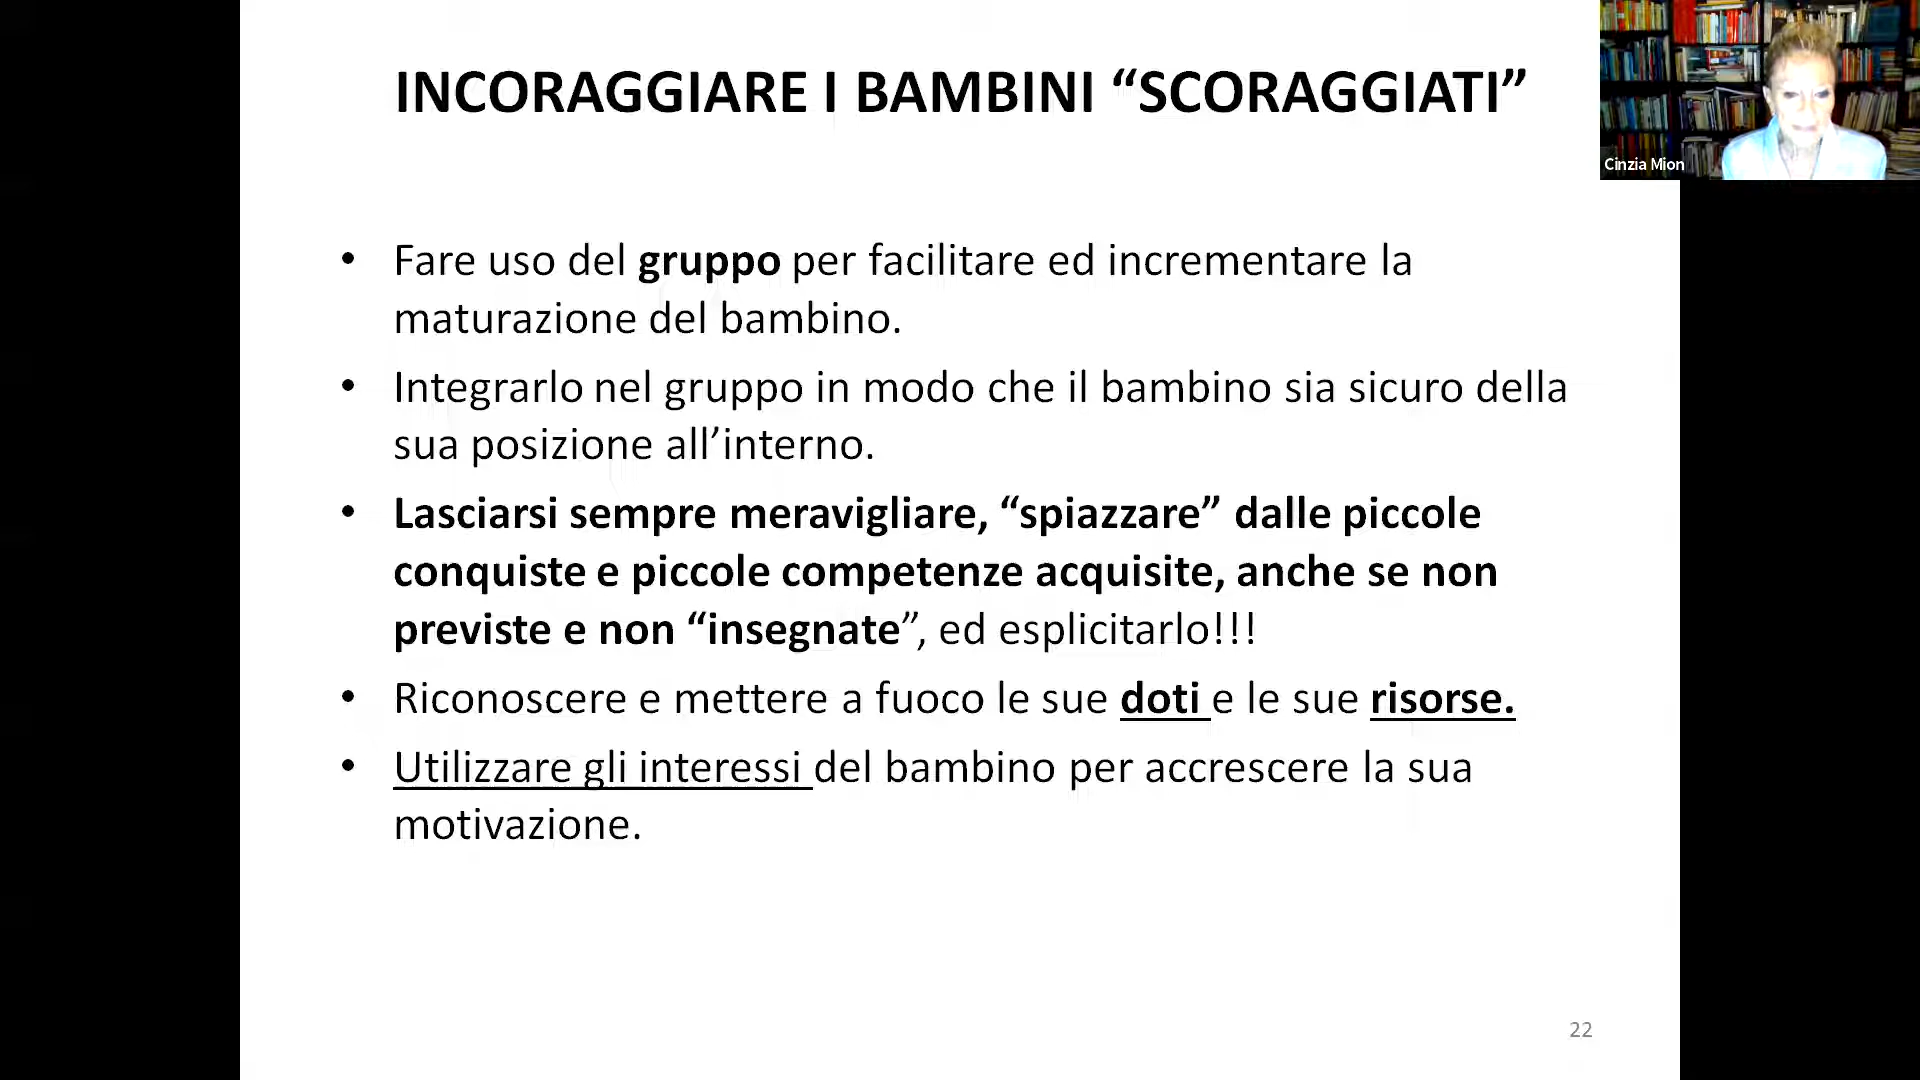 INCORAGGIARE I BAMBINI “SCORAGGIATI”
Cinzia Mion
• Fare uso del gruppo per facilitare ed incrementare la
maturazione del bambino.
• Integrarlo nel gruppo in modo che il bambino sia sicuro della
sua posizione all’interno.
• Lasciarsi sempre meravigliare, “spiazzare” dalle piccole
conquiste e piccole competenze acquisite, anche se non
previste e non “insegnate”, ed esplicitarlo!!!
• Riconoscere e mettere a fuoco le sue doti e le sue risorse.
• Utilizzare gli interessi del bambino per accrescere la sua
motivazione.
22